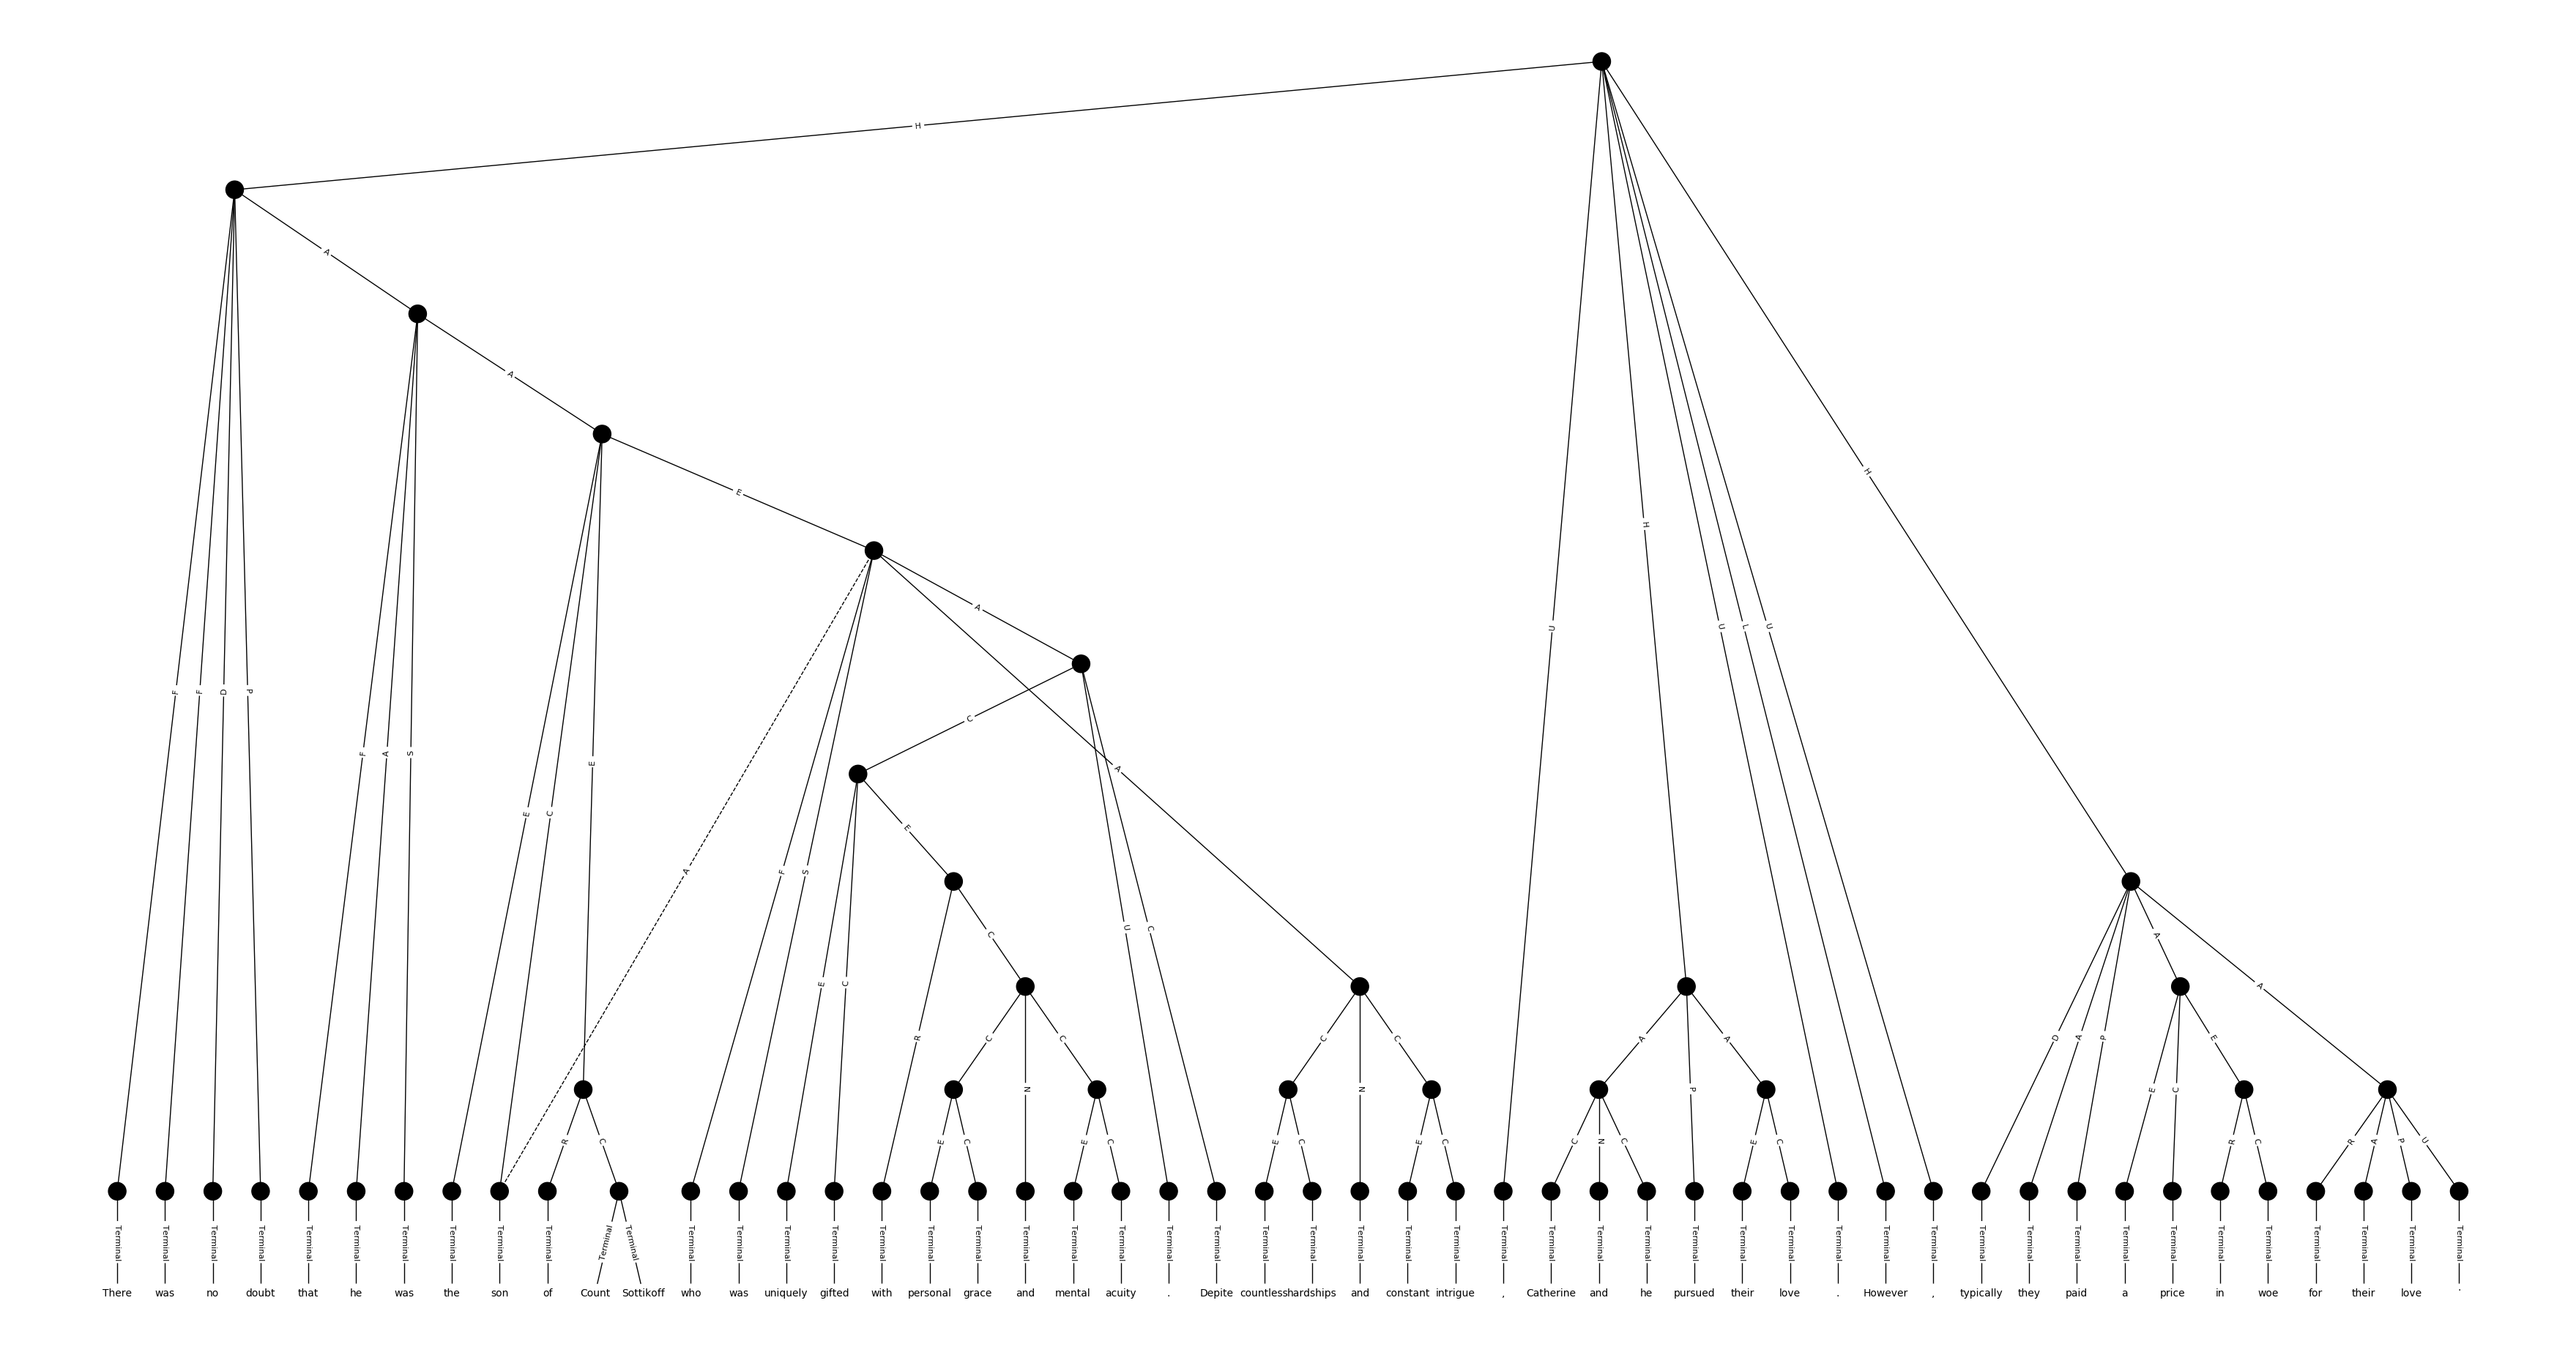 H
A
A
E
A
C
A
E
C
H
U
H
U L U
F F D P
F A S
E C E
A
F S
E C
R
U C
C N C
C N C
A P A
D A P A A
E C E
R C
E C
E C
E C
E C
C N C
E C
R C
R A P U
Terminal Terminal Terminal Terminal Terminal Terminal Terminal Terminal Terminal Terminal Terminal Terminal Terminal Terminal Terminal Terminal Terminal Terminal Terminal Terminal Terminal Terminal Terminal Terminal Terminal Terminal Terminal Terminal Terminal Terminal Terminal Terminal Terminal Terminal Terminal Terminal Terminal Terminal Terminal Terminal Terminal Terminal Terminal Terminal Terminal Terminal Terminal Terminal Terminal Terminal
There was no doubt that he was the son of Count Sottikoff who was uniquely gifted with personal grace and mental acuity . Depite countless hardships and constant intrigue , Catherine and he pursued their love . However , typically they paid a price in woe for their love .